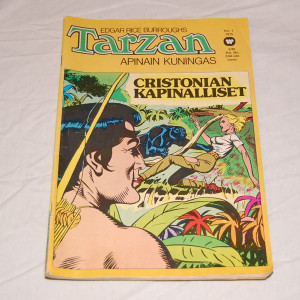 EDGAR RICE BURROUGHS
Tarzan
APINAIN KUNINGAS
CRISTONIAN
KAPINALLISET